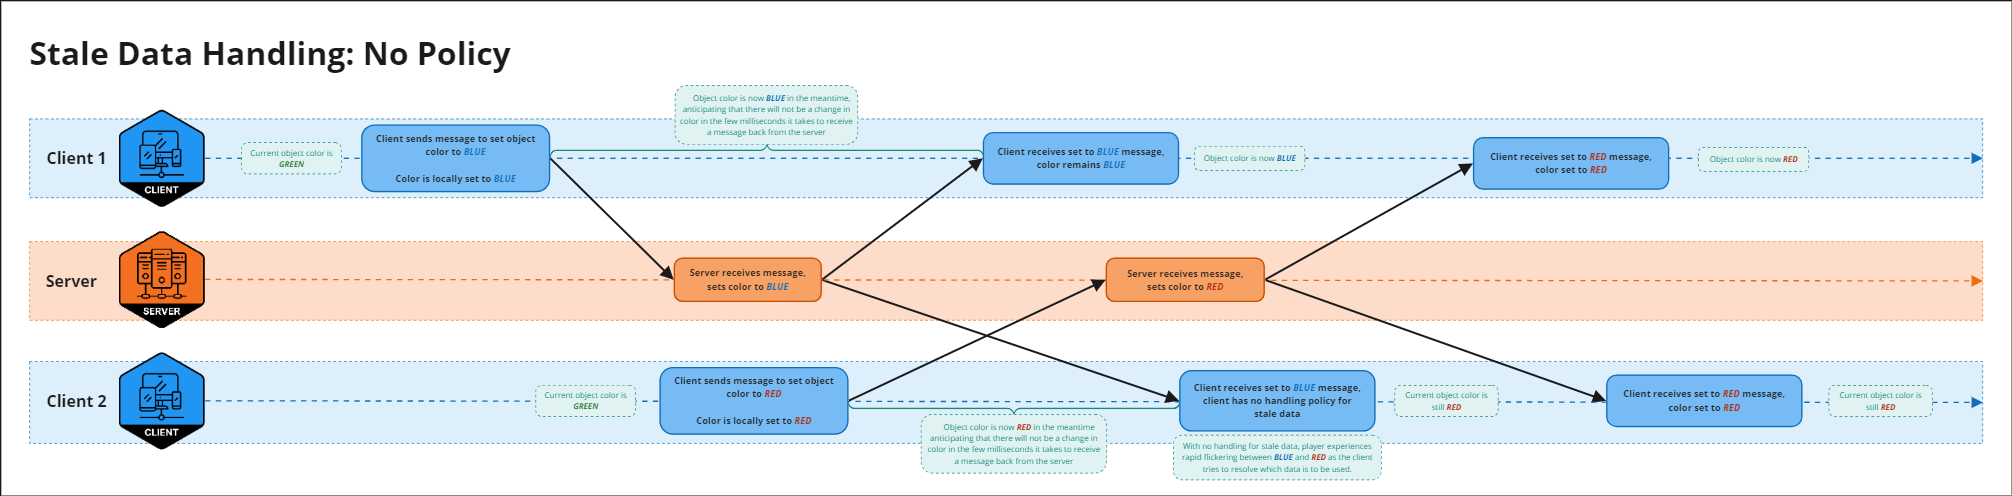 Stale Data Handling: No Policy
Object color is now BLUE in the meantime,
anticipating that there will not be a change in
color in the few milliseconds it takes to receive
a message back from the server
Client 1
CLIENT
Current object color is
GREEN
Client sends message to set object
color to BLUE
Color is locally set to BLUE
Client receives set to BLUE message,
color remains BLUE
Object color is now BLUE
Client receives set to RED message,
color set to RED
Object color is now RED
Server
SERVER
Server receives message,
sets color to BLUE
Server receives message,
sets color to RED
Client 2
CLIENT
Current object color is
GREEN
Client sends message to set object
color to RED
Color is locally set to RED
Object color is now RED in the meantime
anticipating that there will not be a change in
color in the few milliseconds it takes to receive
a message back from the server
Client receives set to BLUE message,
client has no handling policy for
stale data
With no handling for stale data, player experiences
rapid flickering between BLUE and RED as the client
tries to resolve which data is to be used.
Current object color is
still RED
Client receives set to RED message,
color set to RED
Current object color is
still RED